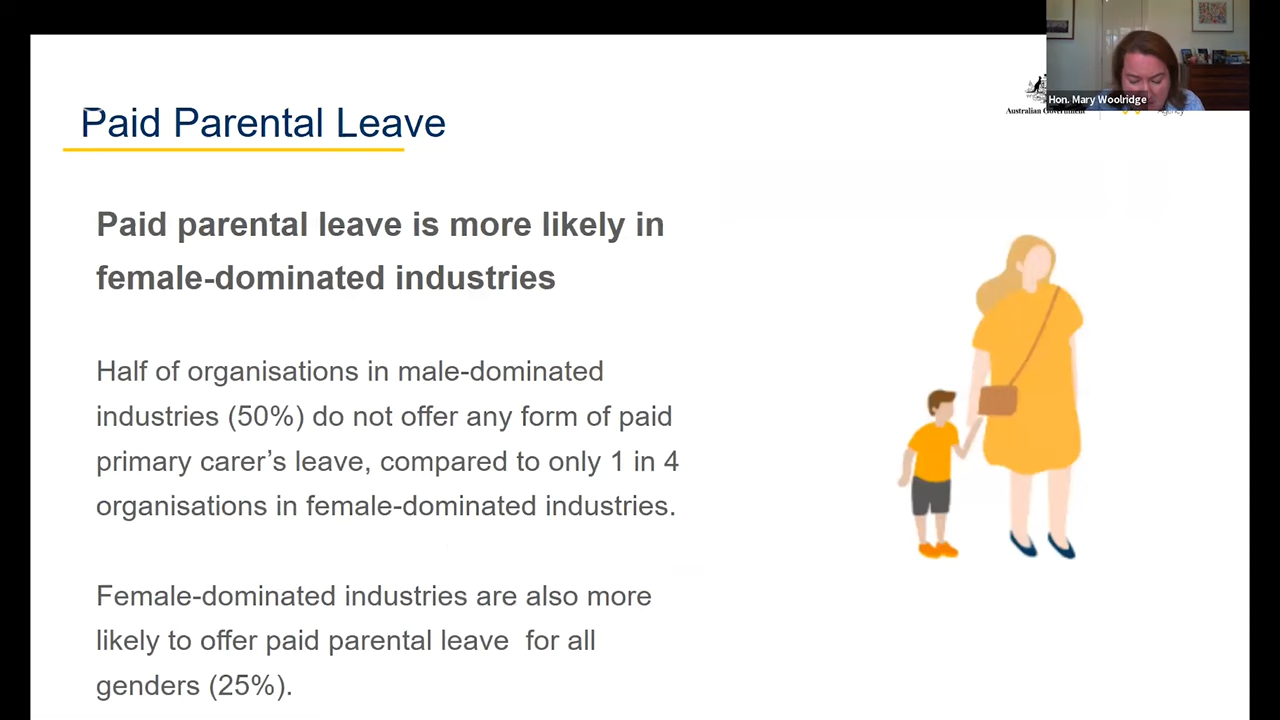 Hon. Mary Woolridge
Australian Government
Agency
Paid Parental Leave
Paid parental leave is more likely in
female-dominated industries
Half of organisations in male-dominated
industries (50%) do not offer any form of paid
primary carer’s leave, compared to only 1 in 4
organisations in female-dominated industries.
Female-dominated industries are also more
likely to offer paid parental leave  for all
genders (25%).